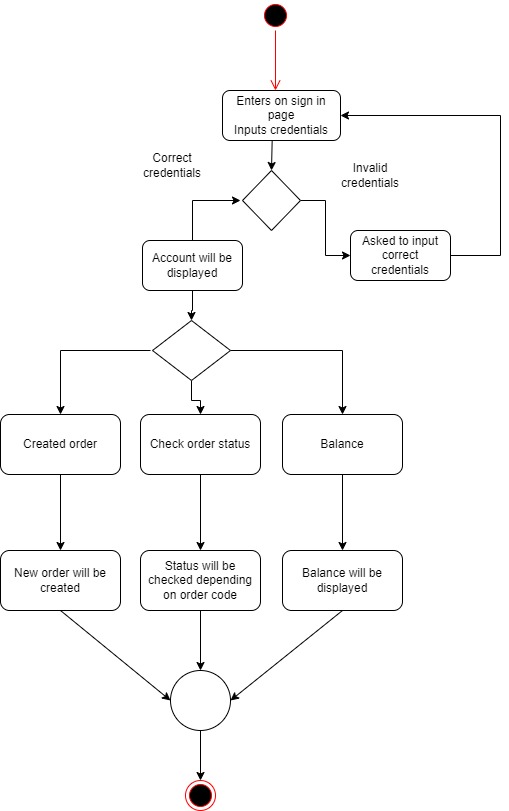 Enters on sign in
page
Inputs credentials
Correct
credentials
Invalid
credentials
Asked to input
correct
credentials
Account will be
displayed
Created order
Check order status
Balance
New order will be
created
Status will be
checked depending
on order code
Balance will be
displayed